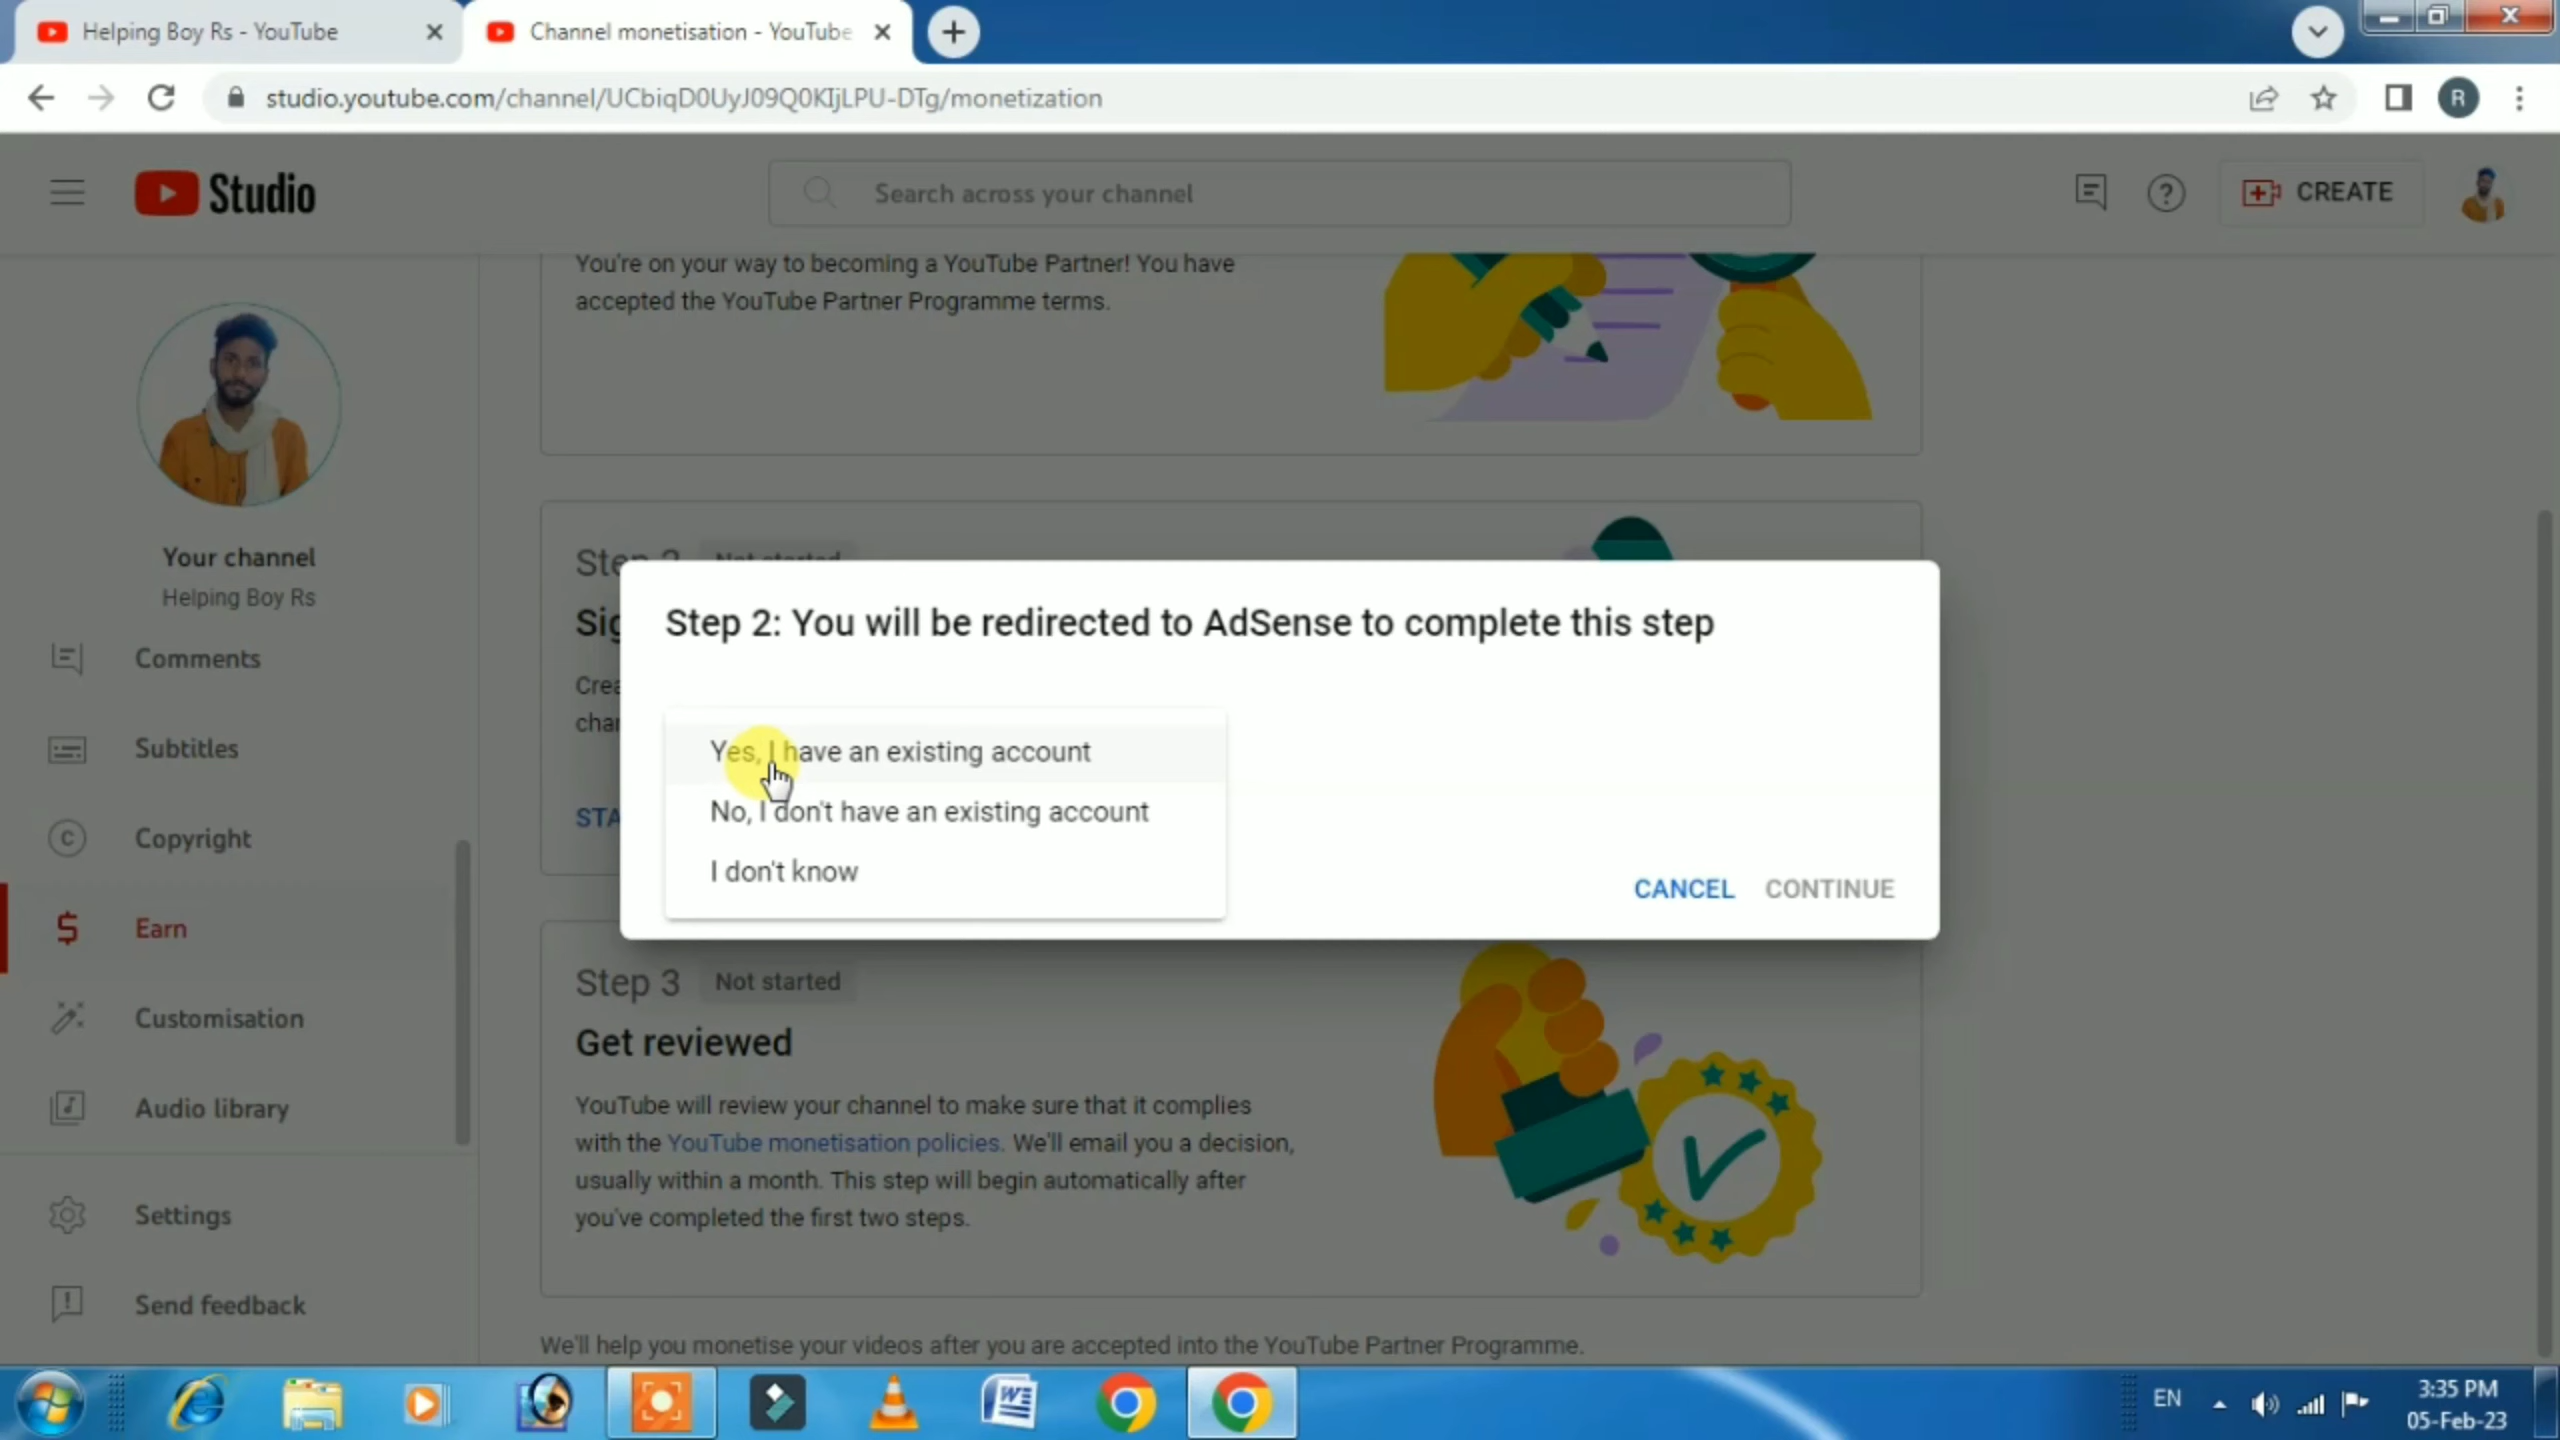 Helping Boy Rs - YouTube
Channel monetisation - YouTube
studio.youtube.com/channel/UCbiqD0UyJ09Q0KIjLPU-DTg/monetization
R
Studio
Search across your channel
CREATE
You're on your way to becoming a YouTube Partner! You have
accepted the YouTube Partner Programme terms.
Your channel
Helping Boy Rs
Comments
Subtitles
Copyright
Earn
Customisation
Audio library
Settings
Send feedback
Step 2 Not started
Step 2: You will be redirected to AdSense to complete this step
Yes, I have an existing account
No, I don't have an existing account
I don't know
CANCEL CONTINUE
Step 3 Not started
Get reviewed
YouTube will review your channel to make sure that it complies
with the YouTube monetisation policies. We'll email you a decision,
usually within a month. This step will begin automatically after
you've completed the first two steps.
We'll help you monetise your videos after you are accepted into the YouTube Partner Programme.
EN
3:35 PM
05-Feb-23